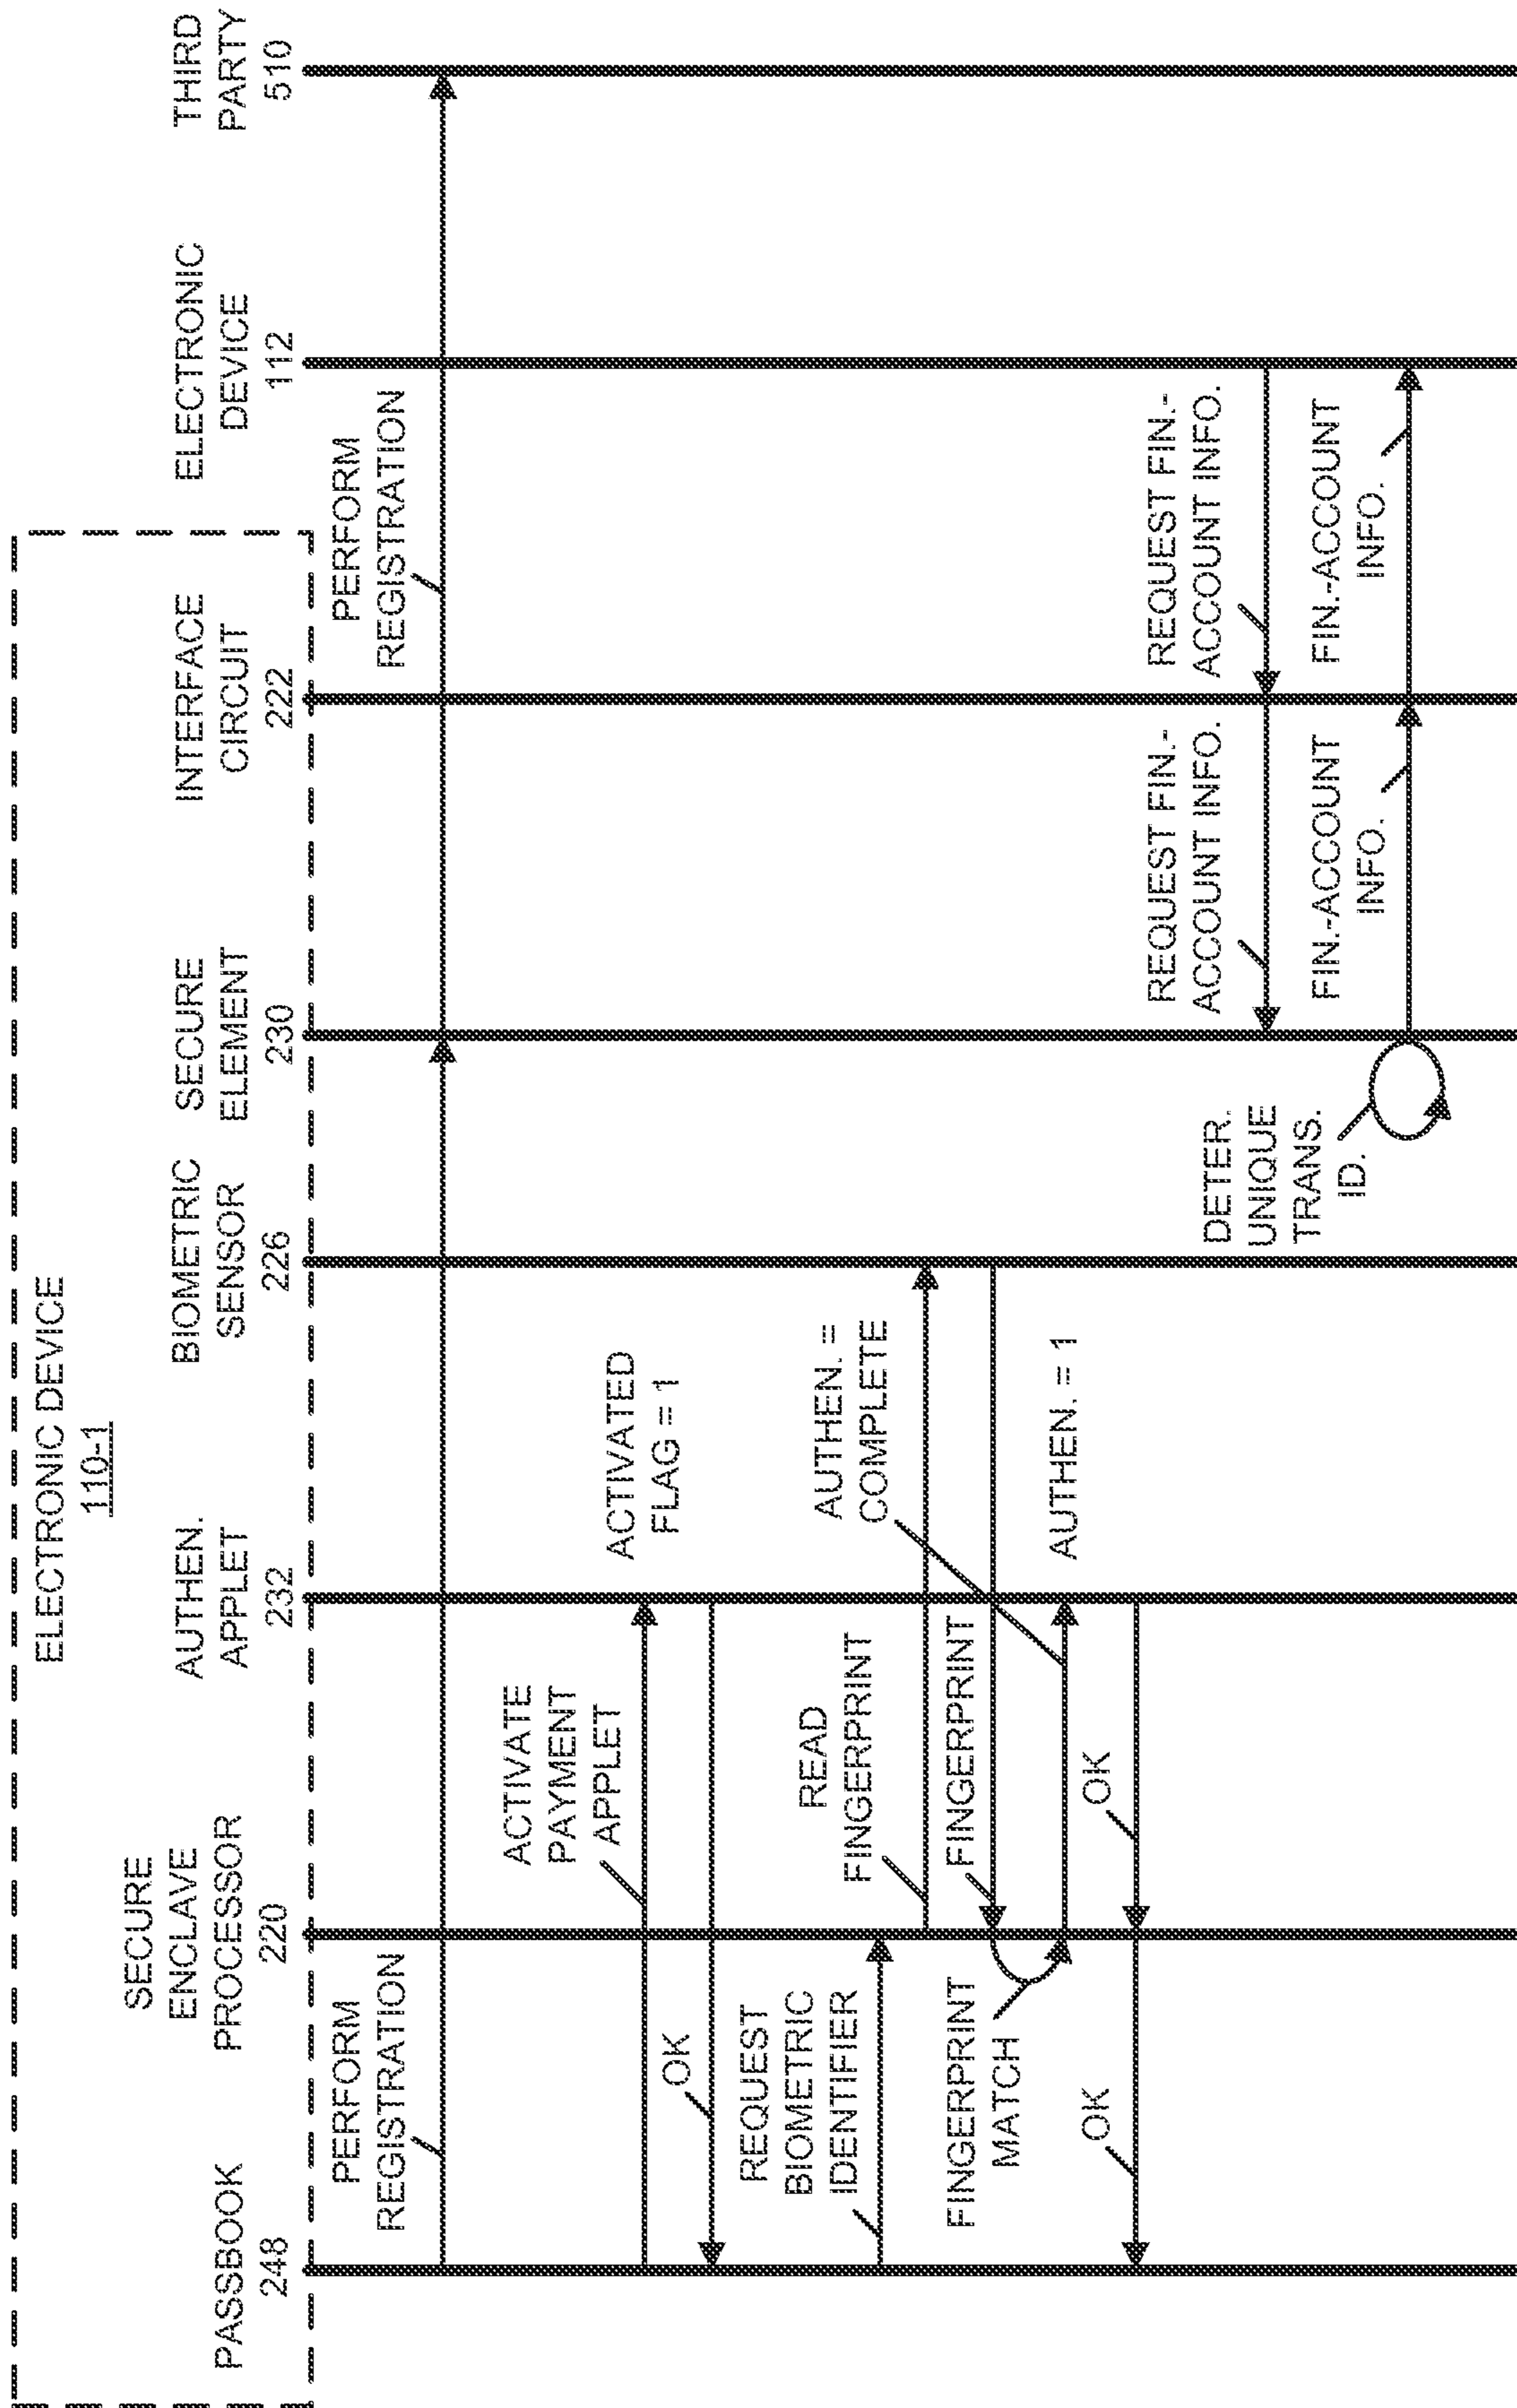 ELECTRONIC DEVICE
110-1
PASSBOOK
248
SECURE
ENCLAVE
PROCESSOR
220
AUTHEN.
APPLET
232
BIOMETRIC
SENSOR
226
SECURE
ELEMENT
230
INTERFACE
CIRCUIT
222
ELECTRONIC
DEVICE
112
THIRD
PARTY
510
PERFORM
REGISTRATION
PERFORM
REGISTRATION
ACTIVATE
PAYMENT
APPLET
ACTIVATED
FLAG = 1
OK
REQUEST
BIOMETRIC
IDENTIFIER
READ
FINGERPRINT
AUTHEN. =
COMPLETE
FINGERPRINT
FINGERPRINT
MATCH
AUTHEN. = 1
OK
OK
REQUEST FIN.-
ACCOUNT INFO.
REQUEST FIN.-
ACCOUNT INFO.
DETER.
UNIQUE
TRANS.
ID.
FIN.-ACCOUNT
INFO.
FIN.-ACCOUNT
INFO.